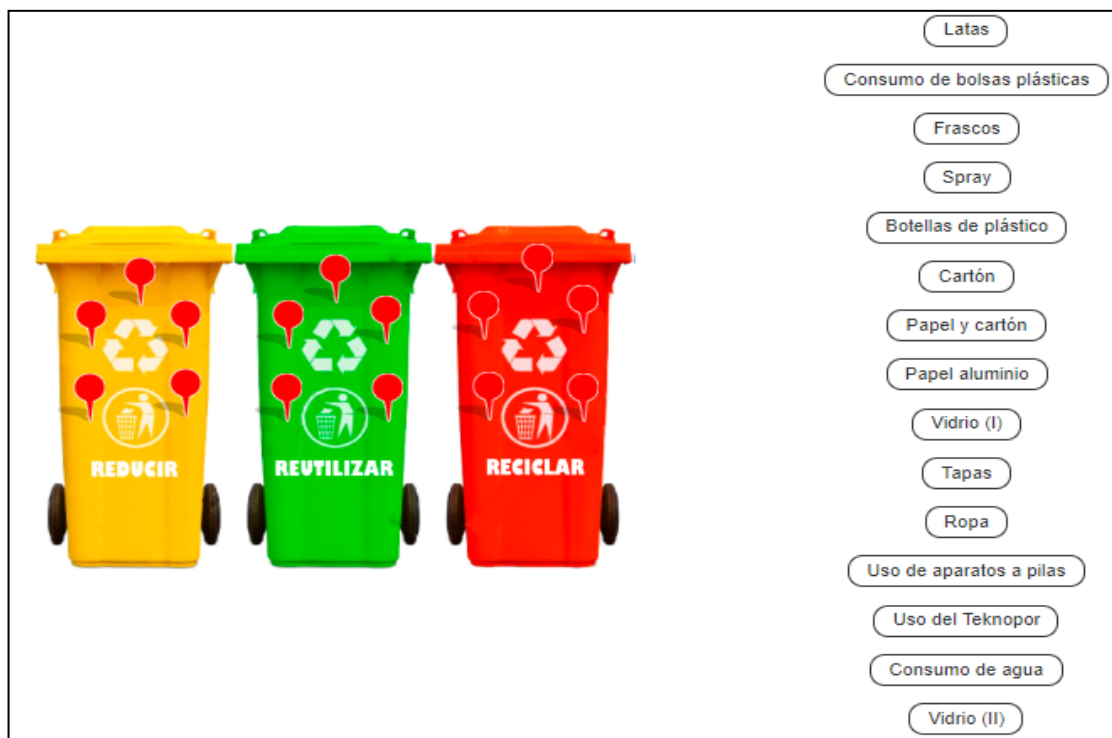 Latas
Consumo de bolsas plásticas
Frascos
Spray
Botellas de plástico
Cartón
Papel y cartón
Papel aluminio
Vidrio (I)
Tapas
Ropa
Uso de aparatos a pilas
Uso del Teknopor
Consumo de agua
Vidrio (II)
REDUCIR
REUTILIZAR
RECICLAR